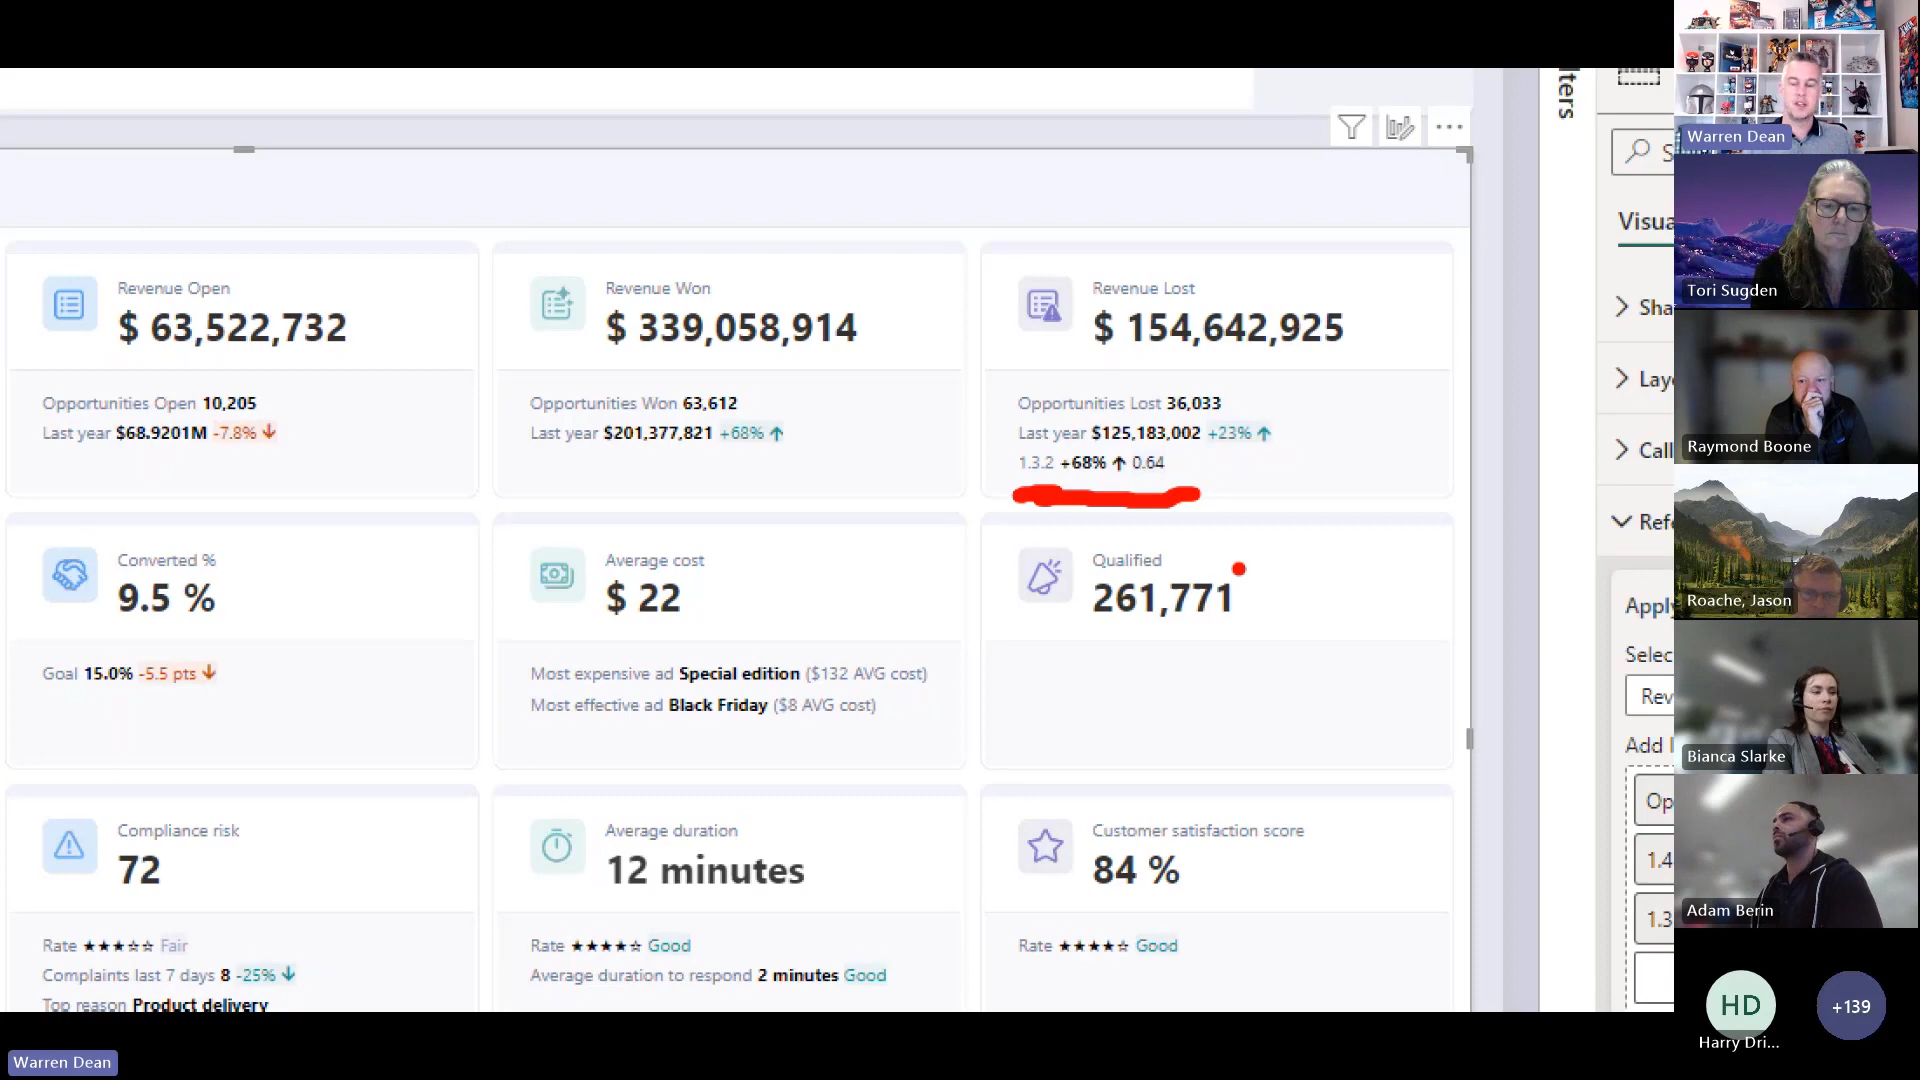 Revenue Open
$ 63,522,732
Opportunities Open 10,205
Last year $68.9201M -7.8% ↓
Revenue Won
$ 339,058,914
Opportunities Won 63,612
Last year $201,377,821 +68% ↑
Revenue Lost
$ 154,642,925
Opportunities Lost 36,033
Last year $125,183,002 +23% ↑
1.3.2 +68% ↑ 0.64
Converted %
9.5 %
Goal 15.0% -5.5 pts ↓
Average cost
$ 22
Most expensive ad Special edition ($132 AVG cost)
Most effective ad Black Friday ($8 AVG cost)
Qualified
261,771
Compliance risk
72
Rate ★★★☆☆ Fair
Complaints last 7 days 8 -25% ↓
Top reason Product delivery
Average duration
12 minutes
Rate ★★★★☆ Good
Average duration to respond 2 minutes Good
Customer satisfaction score
84 %
Rate ★★★★☆ Good
lters
S
Visua
Sha
Laye
Call
Refe
Apply
Selec
Rev
Add l
Op
1.4
1.3
Warren Dean
Tori Sugden
Raymond Boone
Roache, Jason
Bianca Slarke
Adam Berin
HD
Harry Dri...
+139
Warren Dean